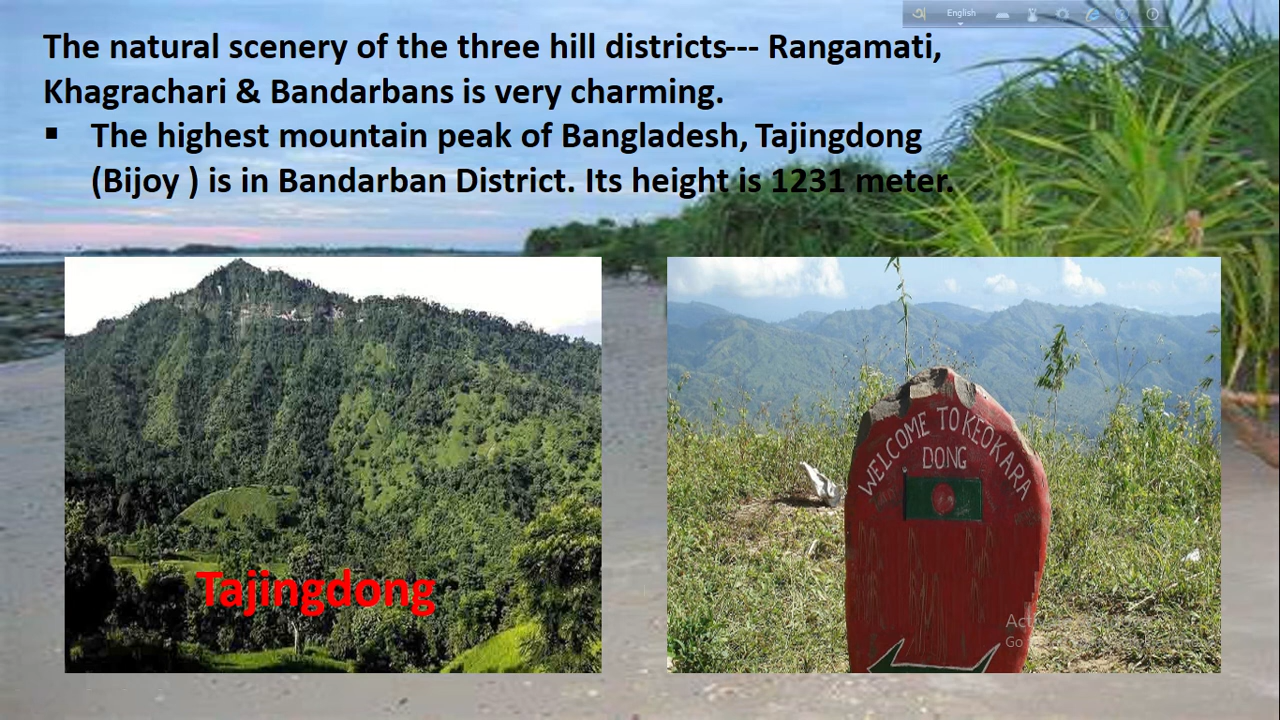 English
The natural scenery of the three hill districts--- Rangamati,
Khagrachari & Bandarbans is very charming.
▪ The highest mountain peak of Bangladesh, Tajingdong
(Bijoy ) is in Bandarban District. Its height is 1231 meter.
Tajingdong
WELCOME TO KEOKARA
DONG
Go